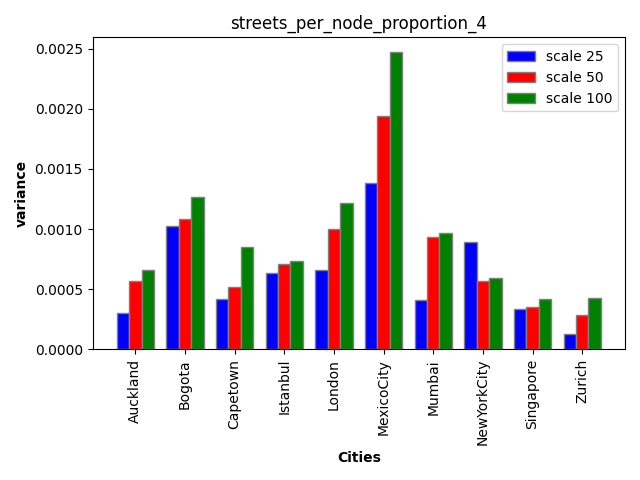 streets_per_node_proportion_4
scale 25
scale 50
scale 100
0.0025
0.0020
0.0015
0.0010
0.0005
0.0000
variance
Auckland
Bogota
Capetown
Istanbul
London
MexicoCity
Mumbai
NewYorkCity
Singapore
Zurich
Cities